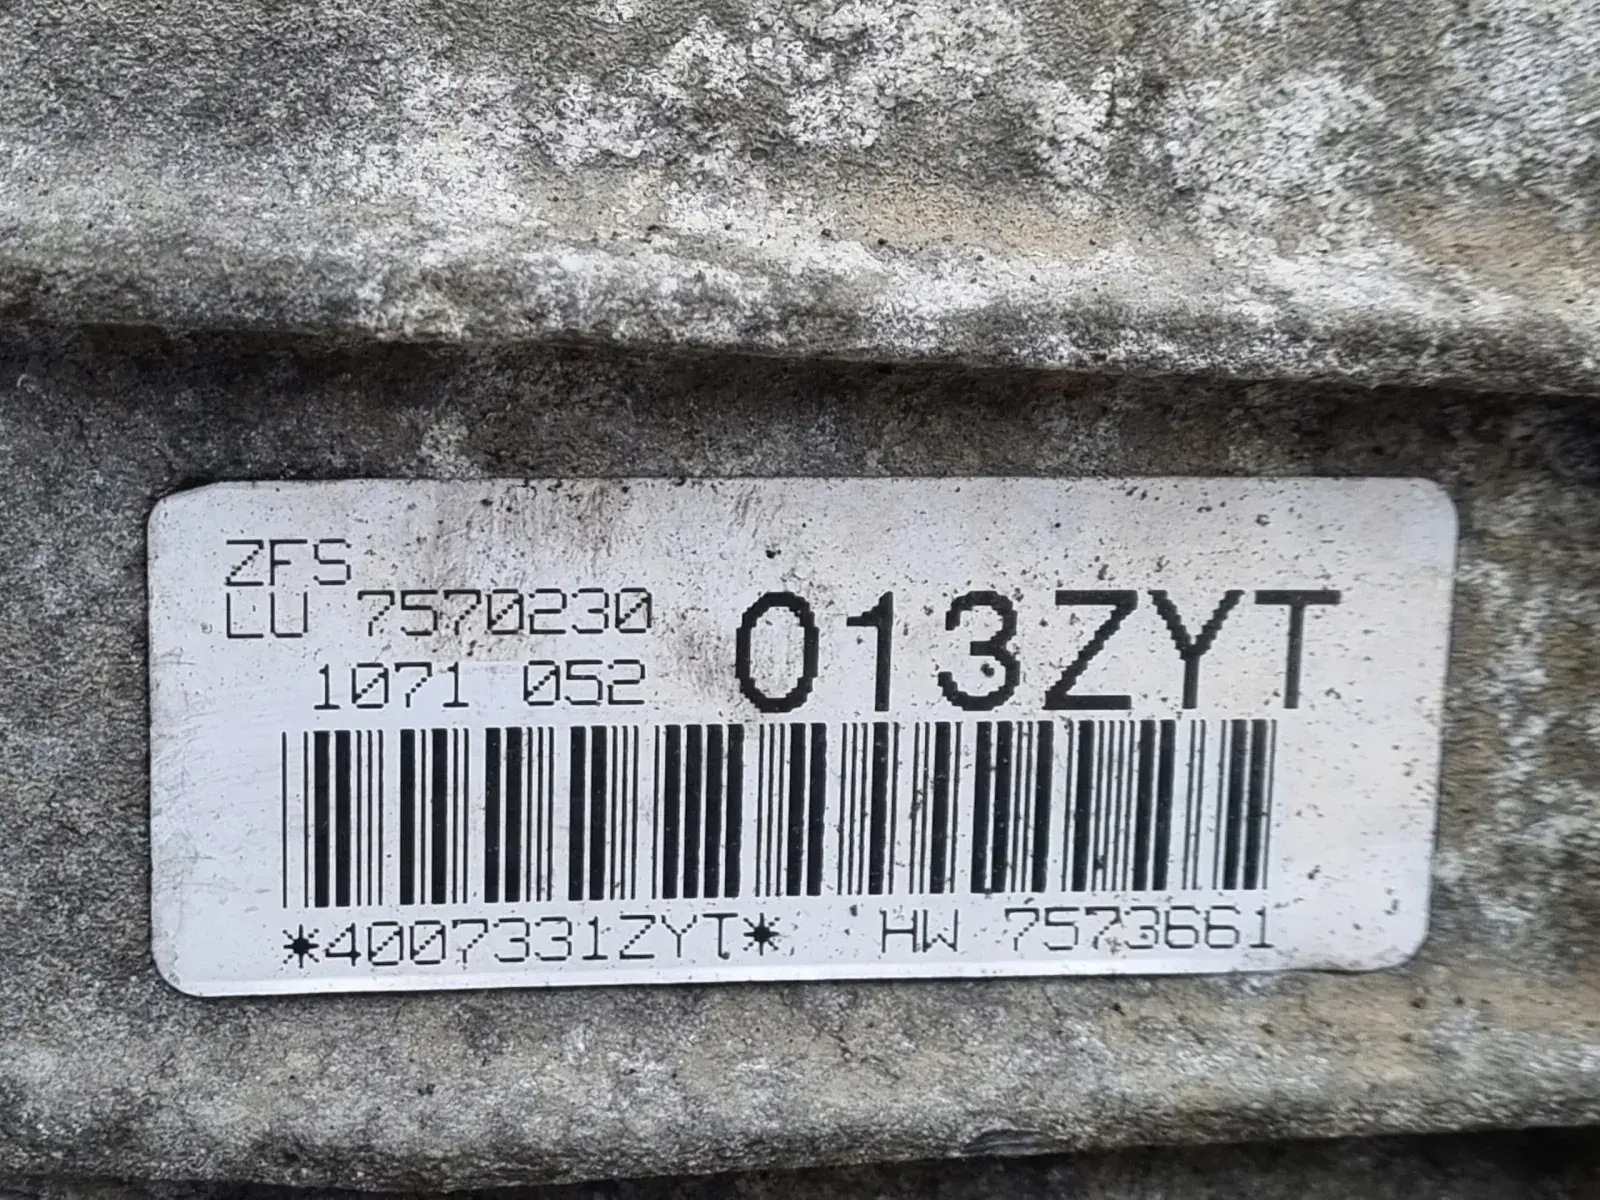 ZFS
LU 7570230
013ZYT
1071 052
*4007331ZYT* HW 7573661